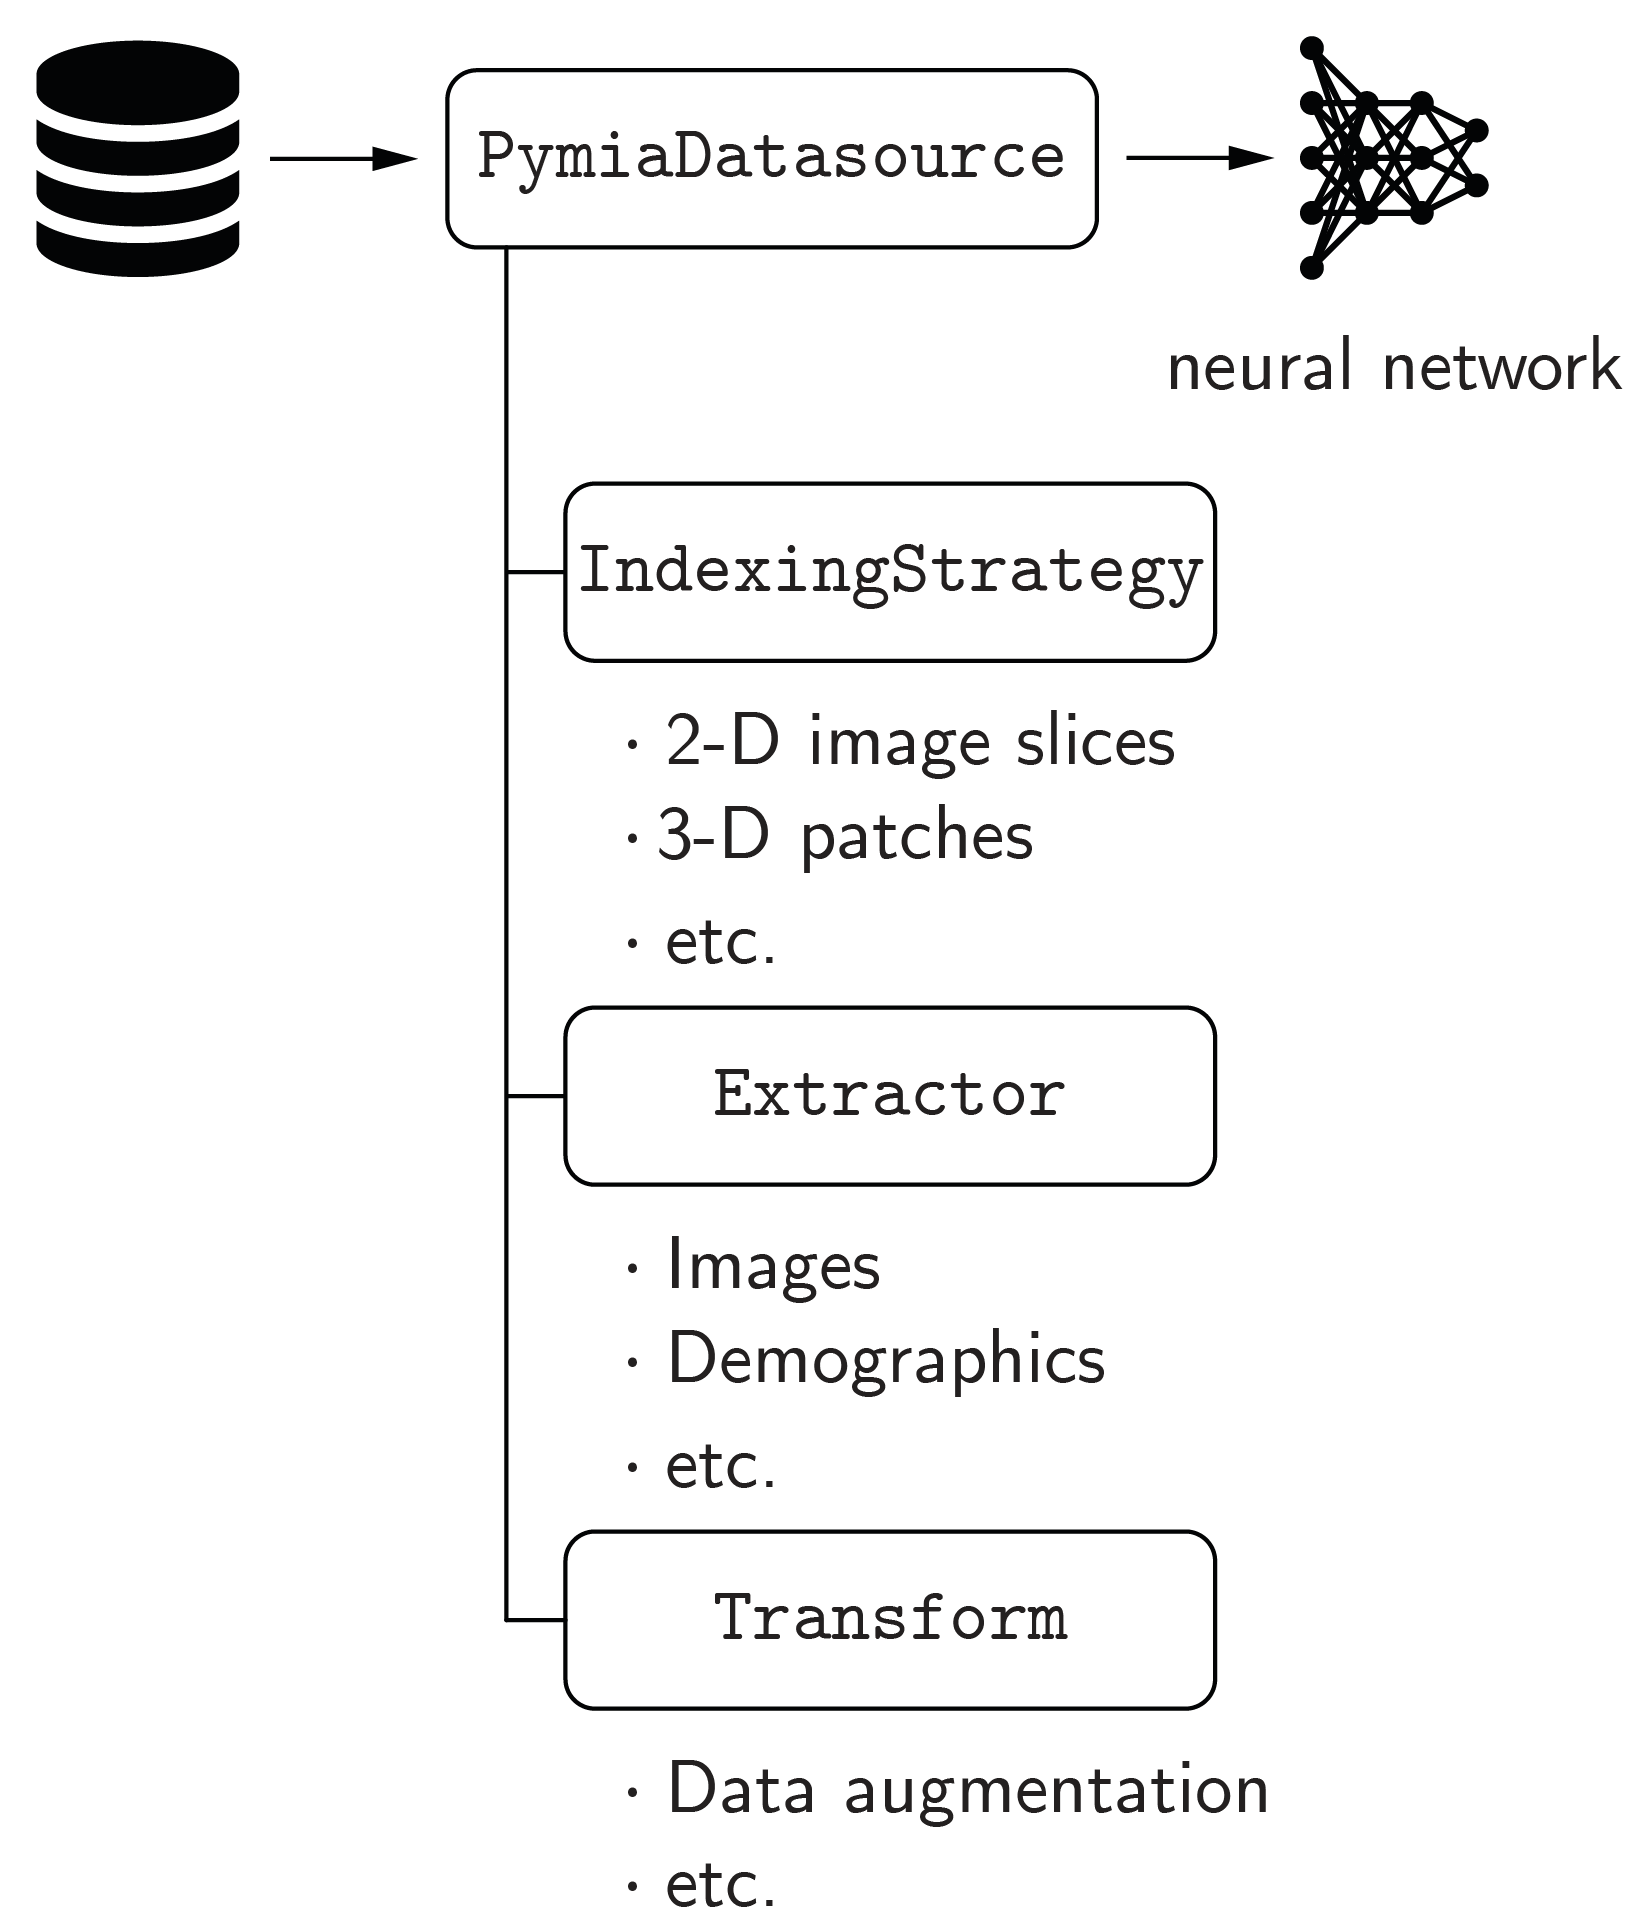 PymiaDatasource
neural network
IndexingStrategy
· 2-D image slices
· 3-D patches
· etc.
Extractor
· Images
· Demographics
· etc.
Transform
· Data augmentation
· etc.